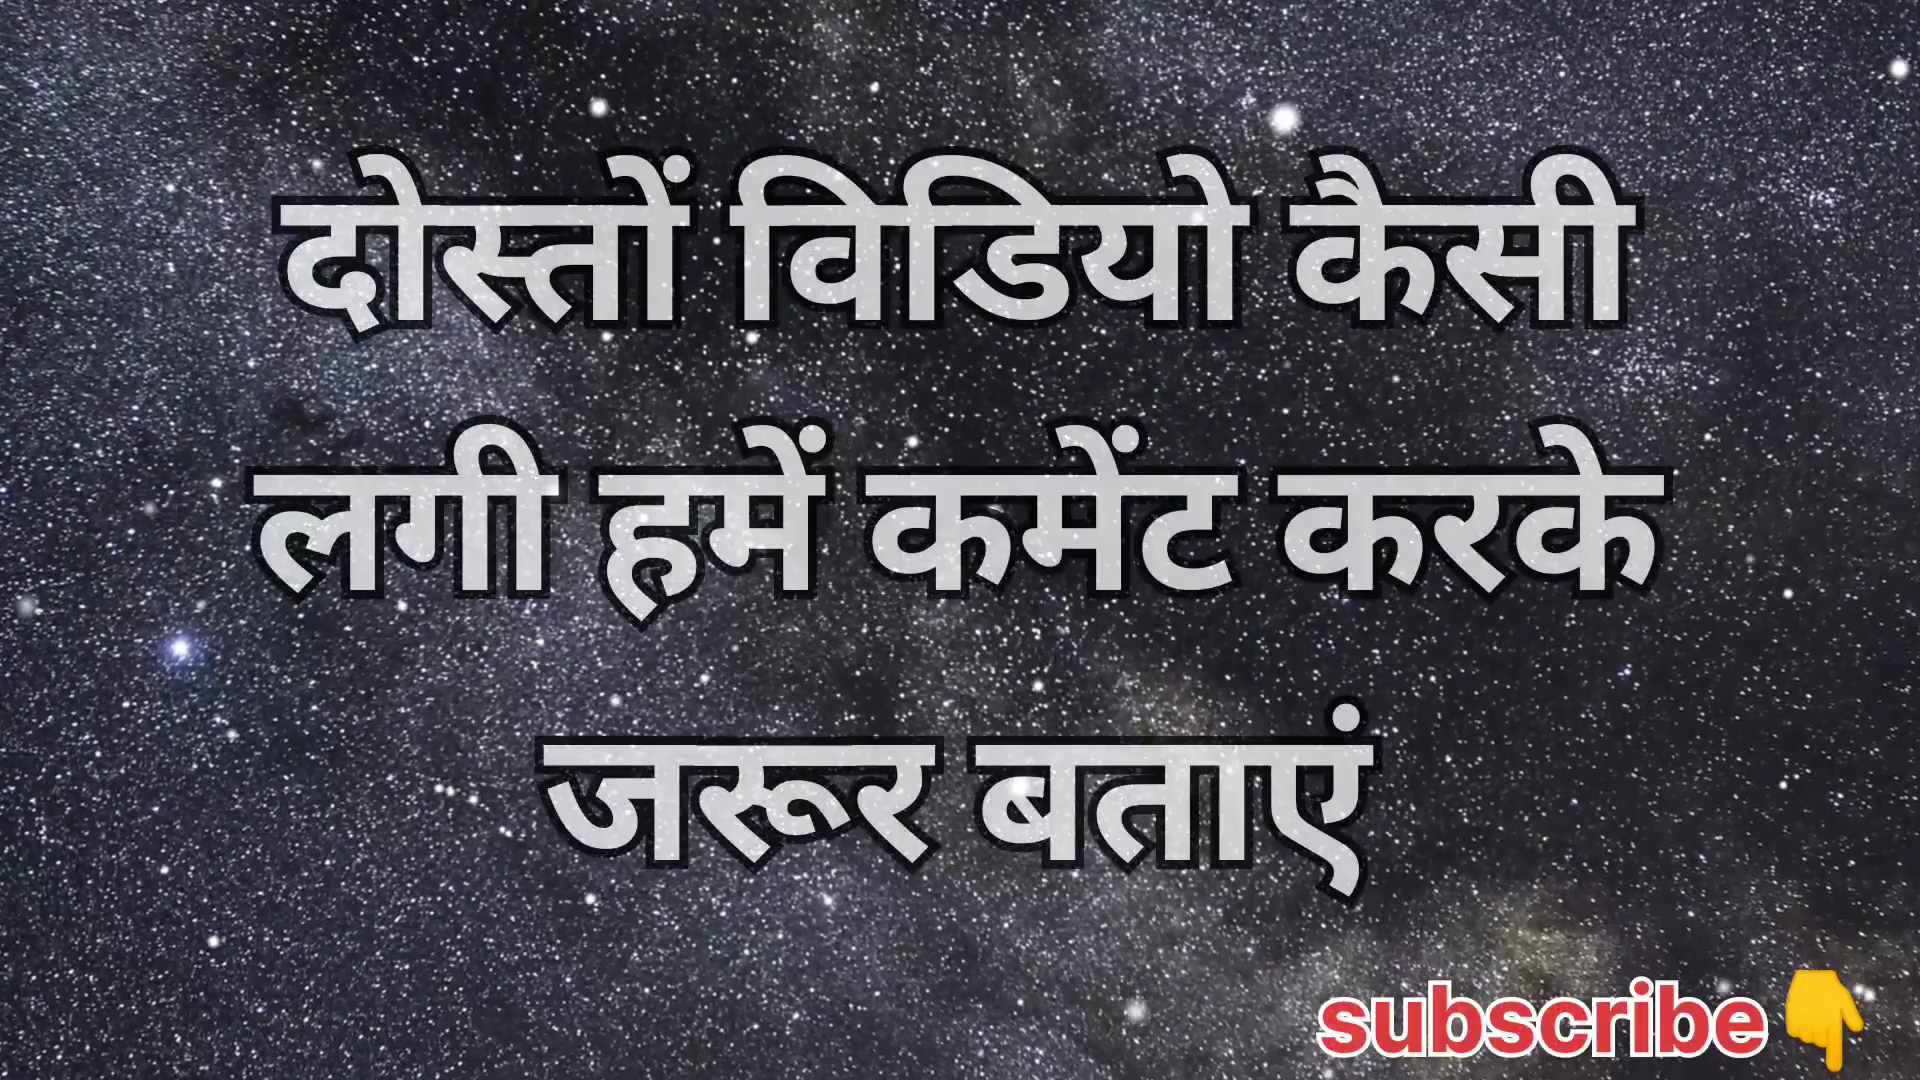 दोस्तों विडियो कैसी
लगी हमें कमेंट करके
जरूर बताएं
subscribe👇